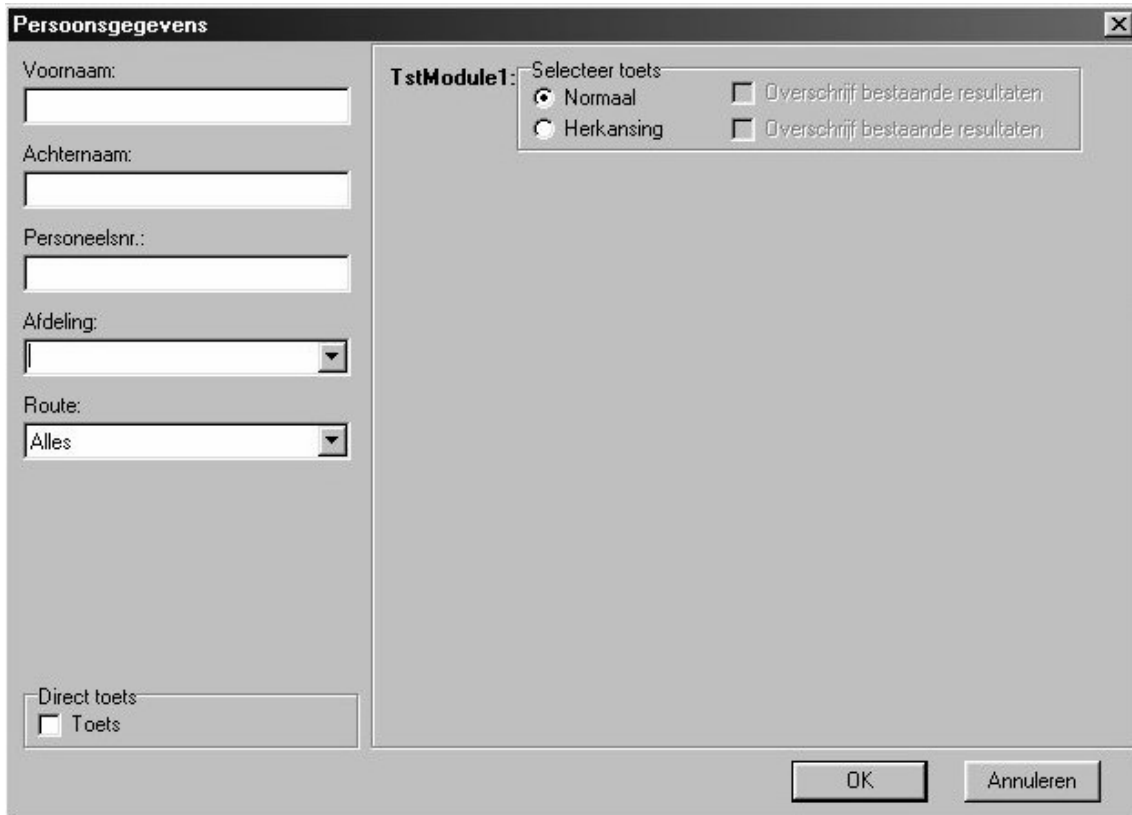 Persoonsgegevens
Voornaam:
Achternaam:
Personeelsnr.:
Afdeling:
Route:
Alles
Direct toets
Toets
TstModule1:
Selecteer toets
Normaal
Overschrijf bestaande resultaten
Herkansing
Overschrijf bestaande resultaten
OK
Annuleren